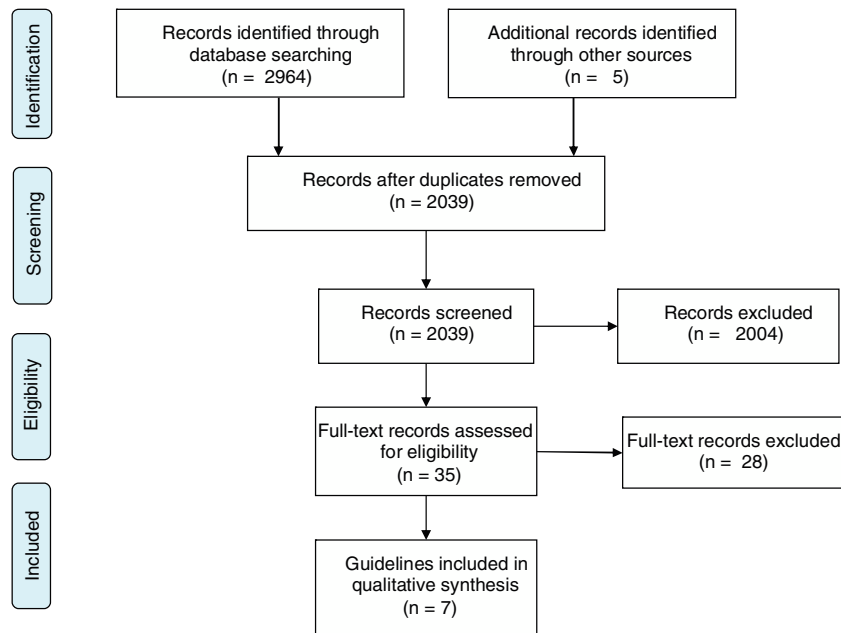 Identification
Records identified through
database searching
(n = 2964)
Additional records identified
through other sources
(n = 5)
Screening
Records after duplicates removed
(n = 2039)
Records screened
(n = 2039)
Records excluded
(n = 2004)
Eligibility
Full-text records assessed
for eligibility
(n = 35)
Full-text records excluded
(n = 28)
Included
Guidelines included in
qualitative synthesis
(n = 7)